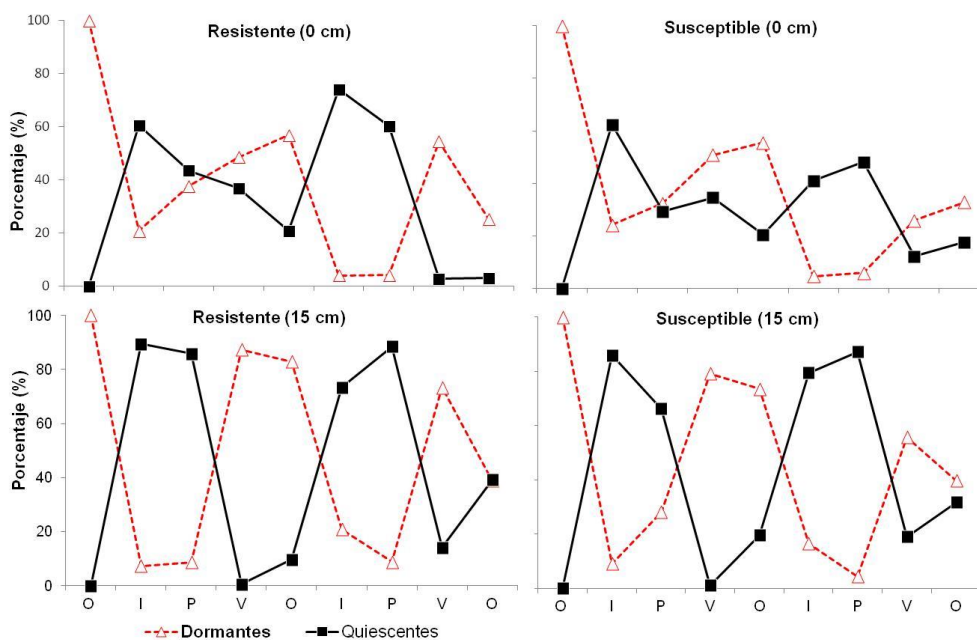 Resistente (0 cm)
Susceptible (0 cm)
Porcentaje (%)
100
80
60
40
20
0
Resistente (15 cm)
Susceptible (15 cm)
Porcentaje (%)
100
80
60
40
20
0
O I P V O I P V O
O I P V O I P V O
Dormantes Quiescentes